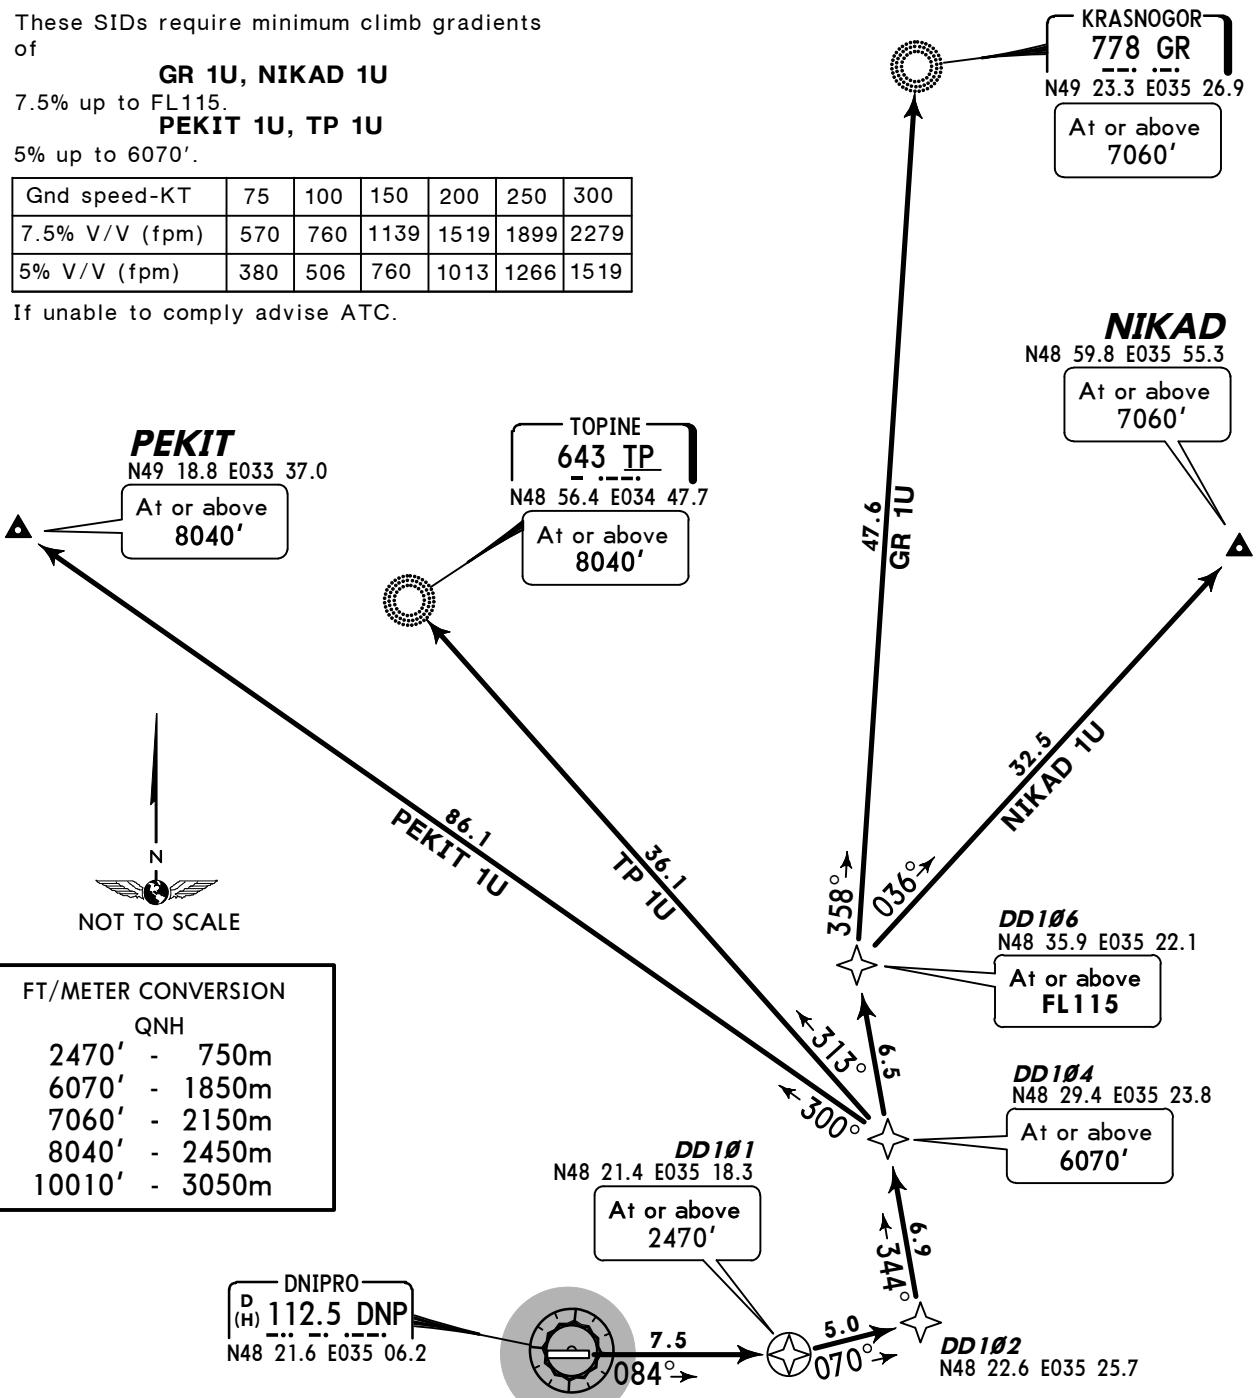 These SIDs require minimum climb gradients
of
GR 1U, NIKAD 1U
7.5% up to FL115.
PEKIT 1U, TP 1U
5% up to 6070'.
Gnd speed-KT 75 100 150 200 250 300
7.5% V/V (fpm) 570 760 1139 1519 1899 2279
5% V/V (fpm) 380 506 760 1013 1266 1519
If unable to comply advise ATC.
KRASNOGOR
778 GR
N49 23.3 E035 26.9
At or above
7060'
NIKAD
N48 59.8 E035 55.3
At or above
7060'
PEKIT
N49 18.8 E033 37.0
At or above
8040'
TOPINE
643 TP
N48 56.4 E034 47.7
At or above
8040'
47.6
GR 1U
32.5
NIKAD 1U
86.1
PEKIT 1U
36.1
TP 1U
N
NOT TO SCALE
358°
036°
DD1Ø6
N48 35.9 E035 22.1
At or above
FL115
FT/METER CONVERSION
QNH
2470' - 750m
6070' - 1850m
7060' - 2150m
8040' - 2450m
10010' - 3050m
313°
300°
6.5
DD1Ø4
N48 29.4 E035 23.8
At or above
6070'
DD1Ø1
N48 21.4 E035 18.3
At or above
2470'
6.9
344°
DNIPRO
D
(H) 112.5 DNP
N48 21.6 E035 06.2
7.5
084°
5.0
070°
DD1Ø2
N48 22.6 E035 25.7